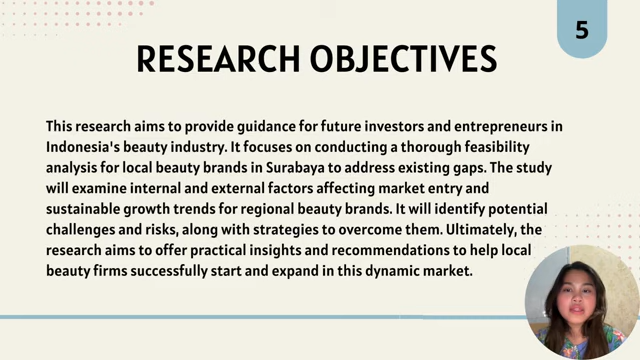 5
RESEARCH OBJECTIVES
This research aims to provide guidance for future investors and entrepreneurs in
Indonesia's beauty industry. It focuses on conducting a thorough feasibility
analysis for local beauty brands in Surabaya to address existing gaps. The study
will examine internal and external factors affecting market entry and
sustainable growth trends for regional beauty brands. It will identify potential
challenges and risks, along with strategies to overcome them. Ultimately, the
research aims to offer practical insights and recommendations to help local
beauty firms successfully start and expand in this dynamic market.